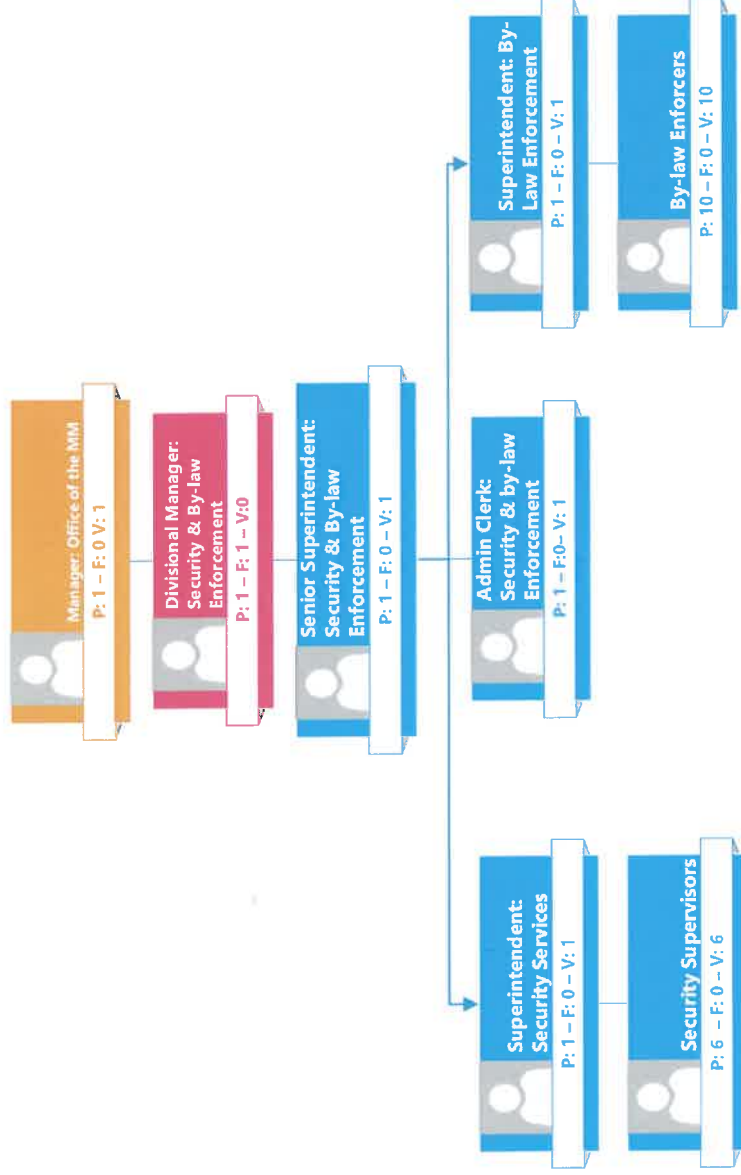 Manager: Office of the MM
P: 1 – F: 0 V: 1
Divisional Manager:
Security & By-law
Enforcement
P: 1 – F: 1 – V:0
Senior Superintendent:
Security & By-law
Enforcement
P: 1 – F: 0 – V: 1
Superintendent:
Security Services
P: 1 – F: 0 – V: 1
Security Supervisors
P: 6 – F: 0 – V: 6
Admin Clerk:
Security & by-law
Enforcement
P: 1 – F:0– V: 1
Superintendent: By-
Law Enforcement
P: 1 – F: 0 – V: 1
By-law Enforcers
P: 10 – F: 0 – V: 10